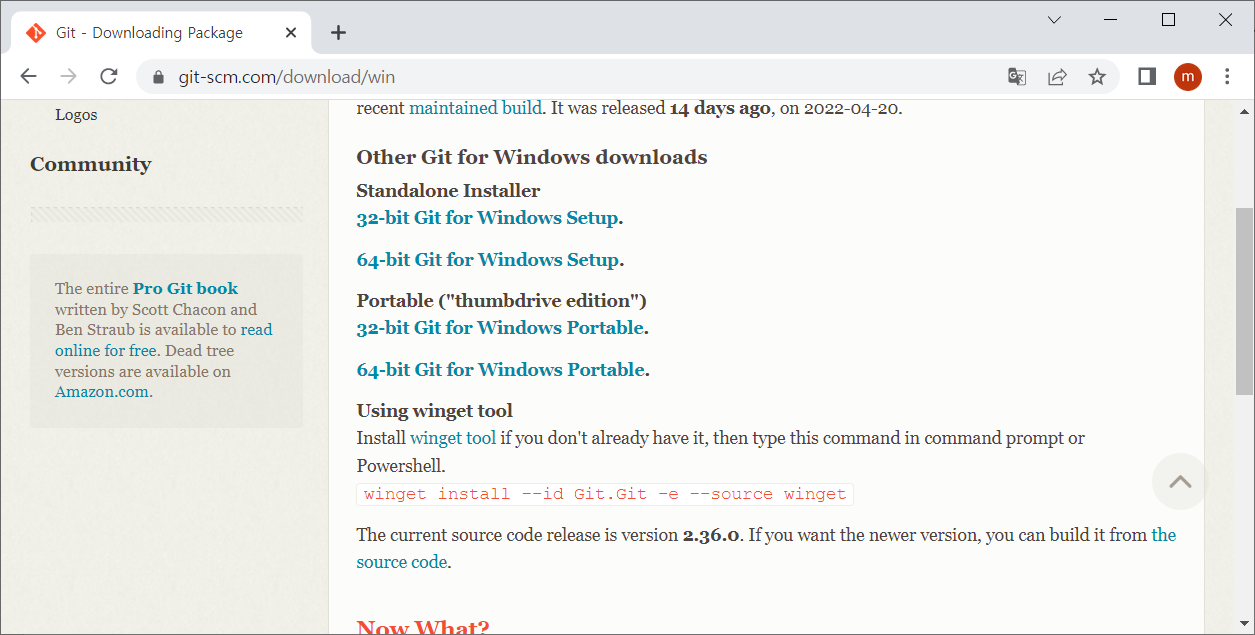 Git - Downloading Package
git-scm.com/download/win
m
Logos
Community
The entire Pro Git book
written by Scott Chacon and
Ben Straub is available to read
online for free. Dead tree
versions are available on
Amazon.com.
recent maintained build. It was released 14 days ago, on 2022-04-20.
Other Git for Windows downloads
Standalone Installer
32-bit Git for Windows Setup.
64-bit Git for Windows Setup.
Portable ("thumbdrive edition")
32-bit Git for Windows Portable.
64-bit Git for Windows Portable.
Using winget tool
Install winget tool if you don't already have it, then type this command in command prompt or
Powershell.
winget install --id Git.Git -e --source winget
The current source code release is version 2.36.0. If you want the newer version, you can build it from the
source code.
Now What?